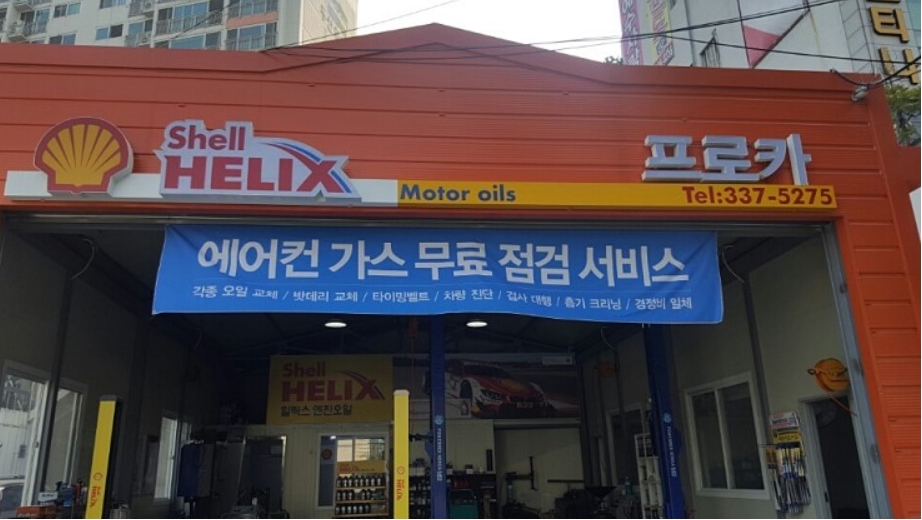 Shell
HELIX
Motor oils
프로카
Tel:337-5275
에어컨 가스 무료 점검 서비스
각종 오일 교체 / 밧데리 교체 / 타이밍벨트 / 차량 진단 / 검사 대행 / 흡기 크리닝 / 경정비 일체
Shell
HELIX
힐릭스 엔진오일
Shell
HELIX